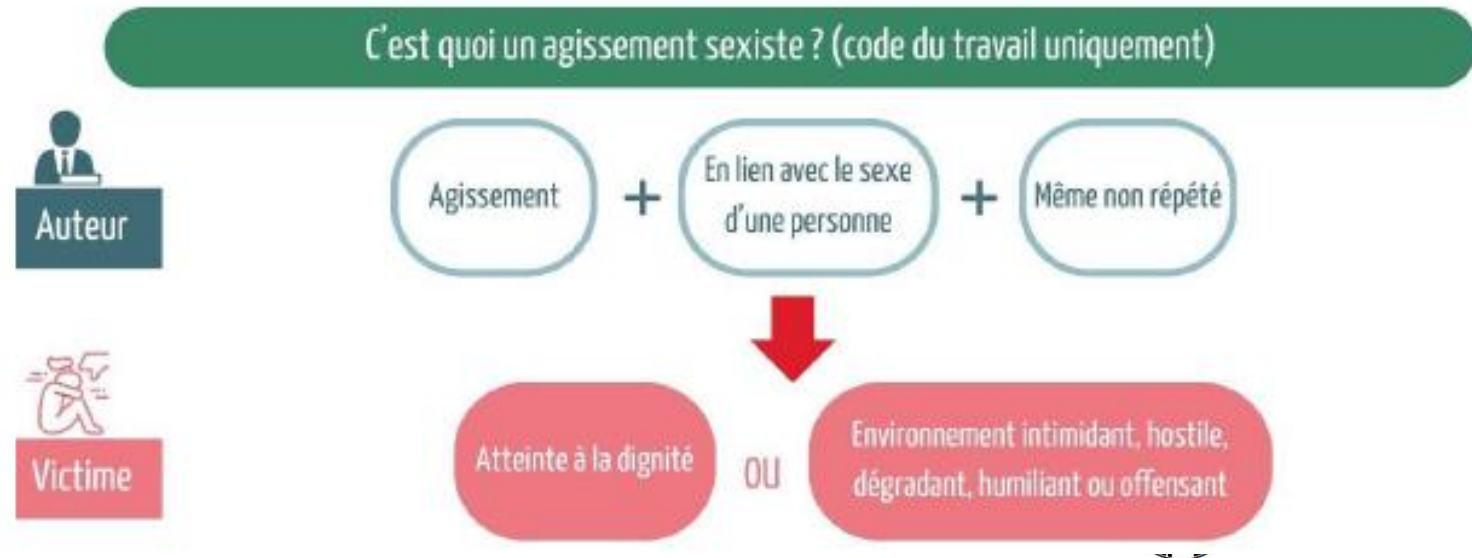 C'est quoi un agissement sexiste ? (code du travail uniquement)
Auteur
Agissement
+
En lien avec le sexe
d'une personne
+
Même non répété
Victime
Atteinte à la dignité
OU
Environnement intimidant, hostile,
dégradant, humiliant ou offensant